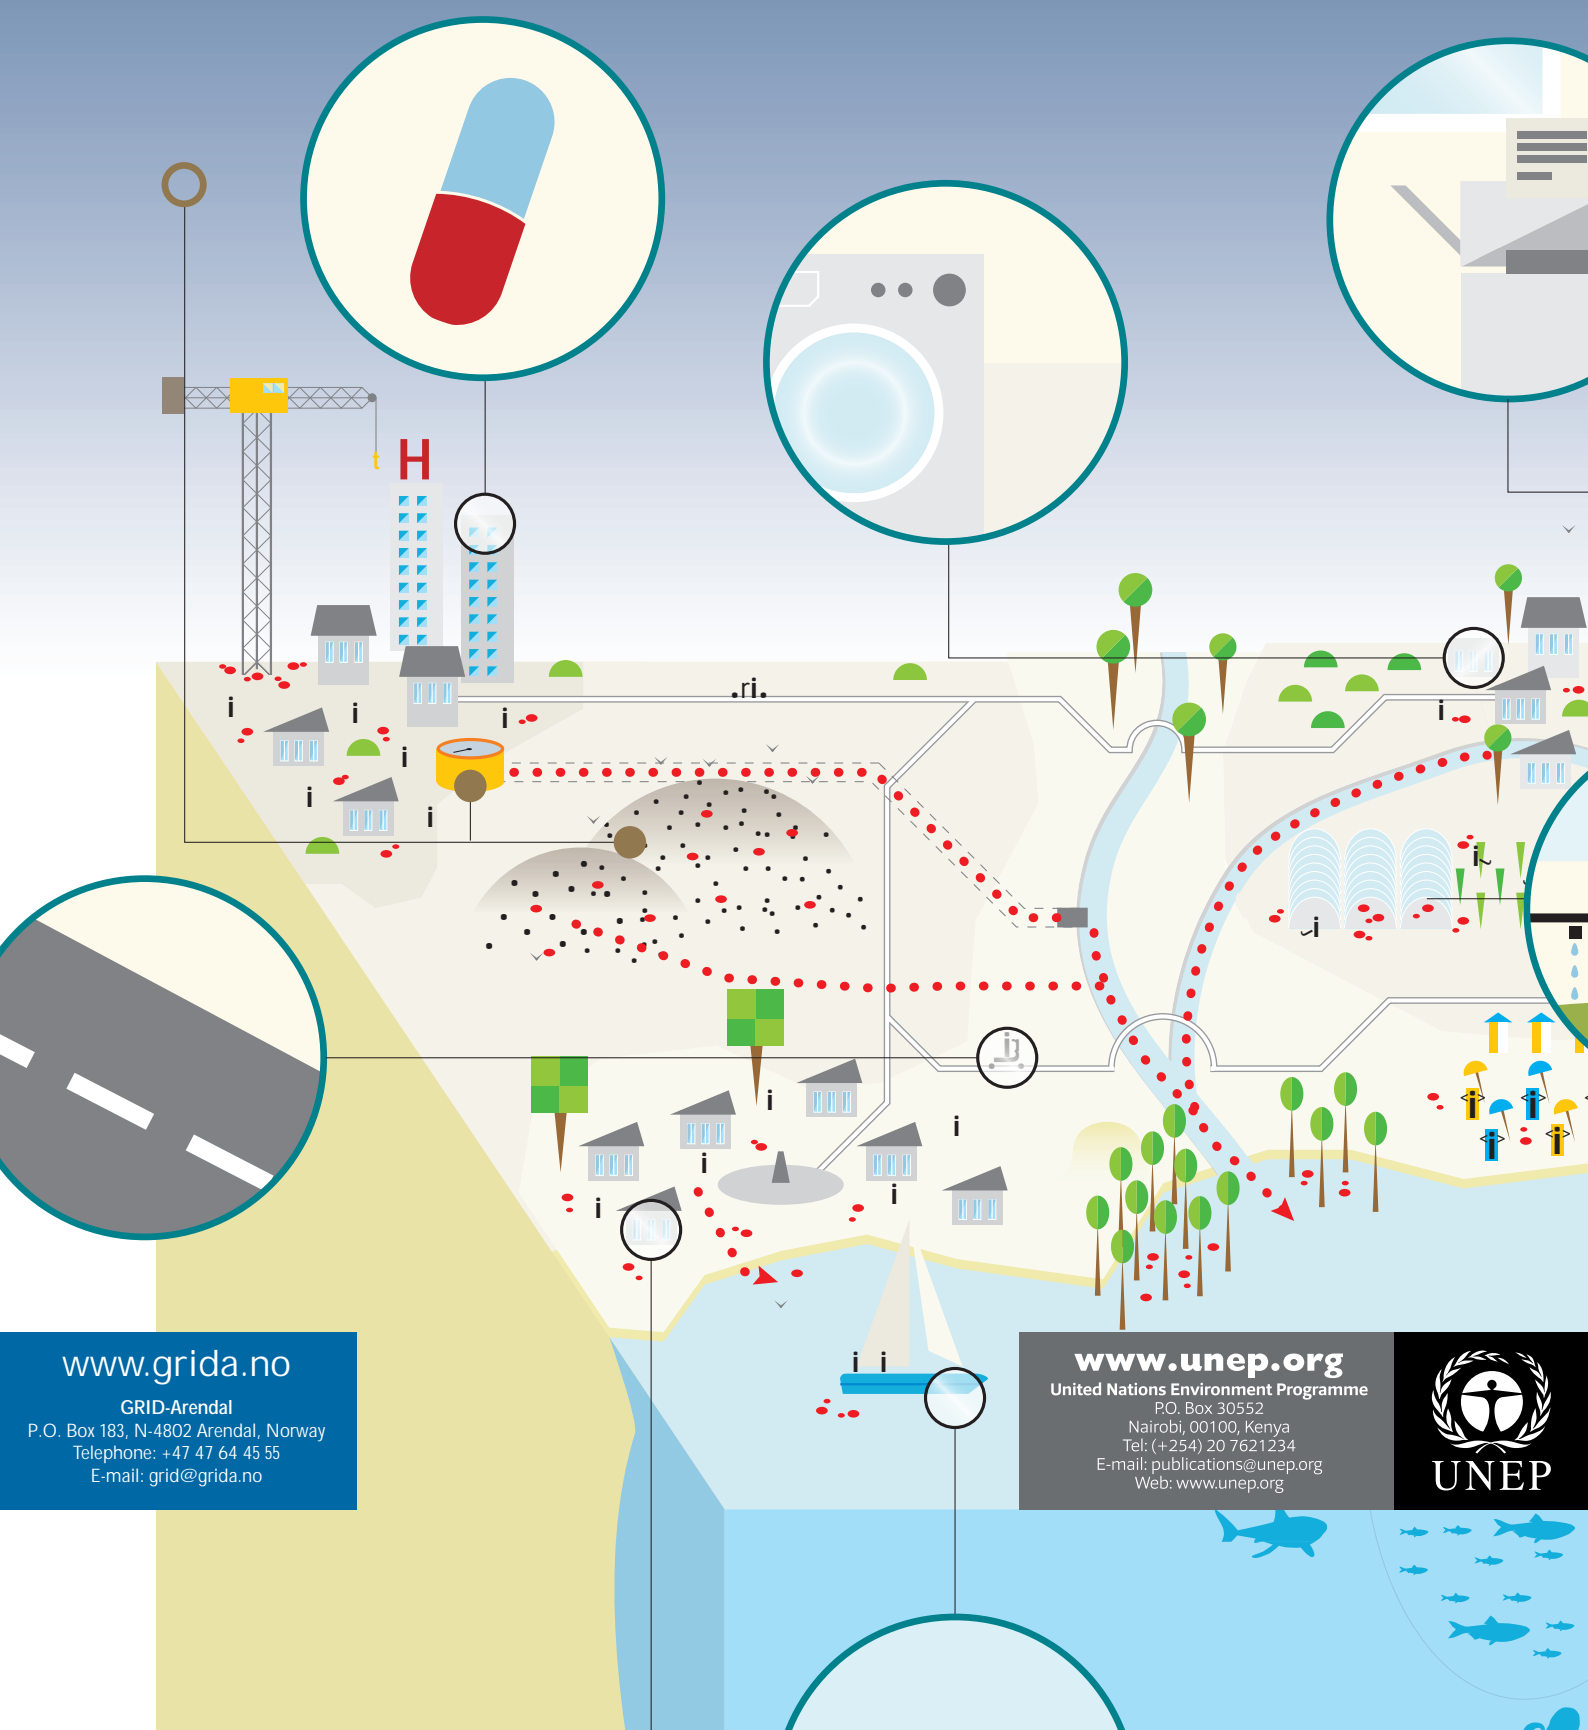 H
www.grida.no
GRID-Arendal
P.O. Box 183, N-4802 Arendal, Norway
Telephone: +47 47 64 45 55
E-mail: grid@grida.no
www.unep.org
United Nations Environment Programme
P.O. Box 30552
Nairobi, 00100, Kenya
Tel: (+254) 20 7621234
E-mail: publications@unep.org
Web: www.unep.org
UNEP